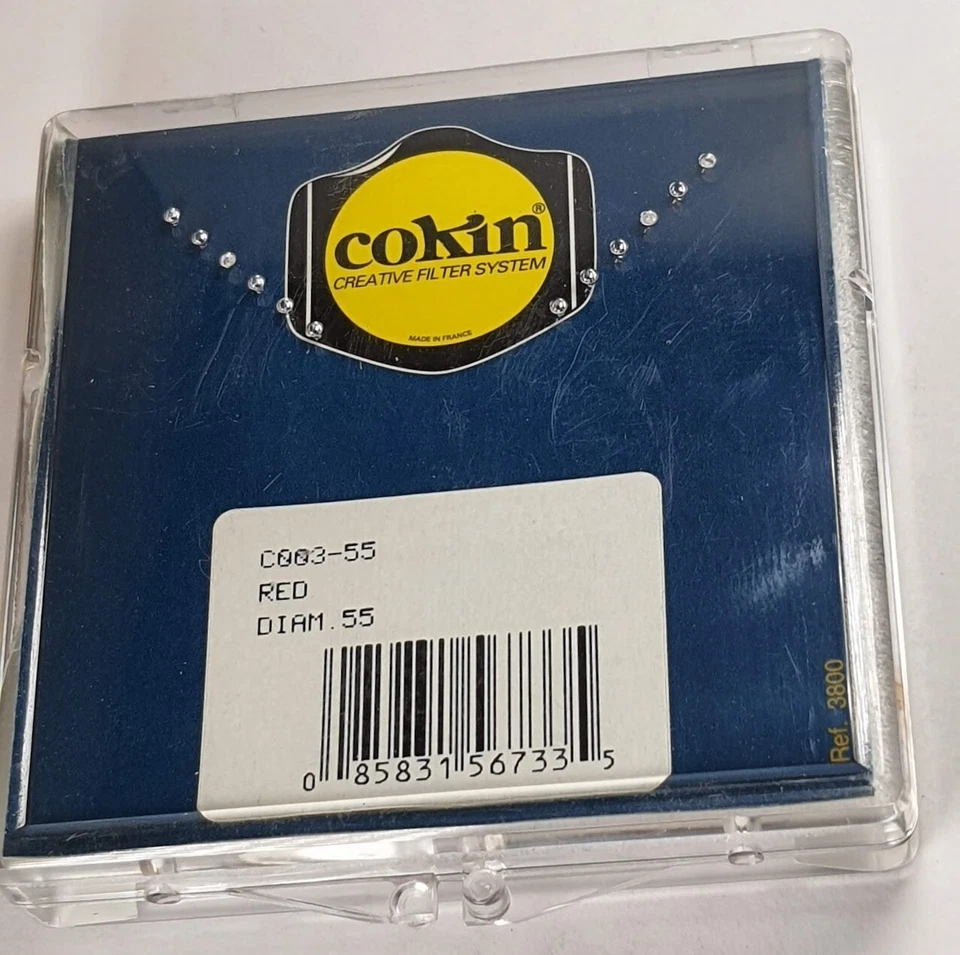 cokin®
CREATIVE FILTER SYSTEM
MADE IN FRANCE
C003-55
RED
DIAM.55
0 85831 56733 5
Ref. 3800